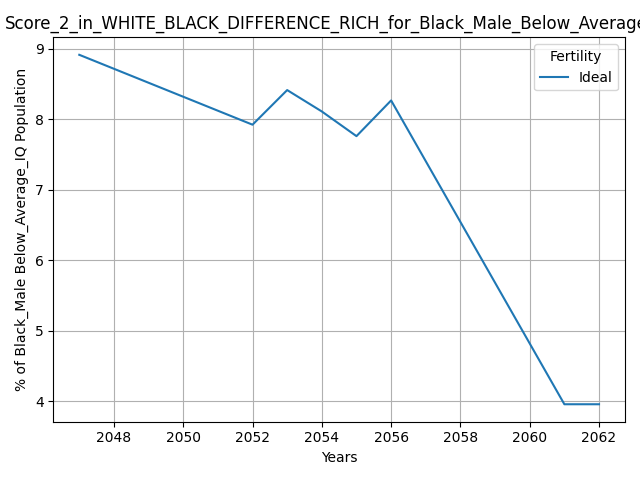 Score_2_in_WHITE_BLACK_DIFFERENCE_RICH_for_Black_Male_Below_Average
9
8
7
6
5
4
% of Black_Male Below_Average_IQ Population
Fertility
Ideal
2048 2050 2052 2054 2056 2058 2060 2062
Years